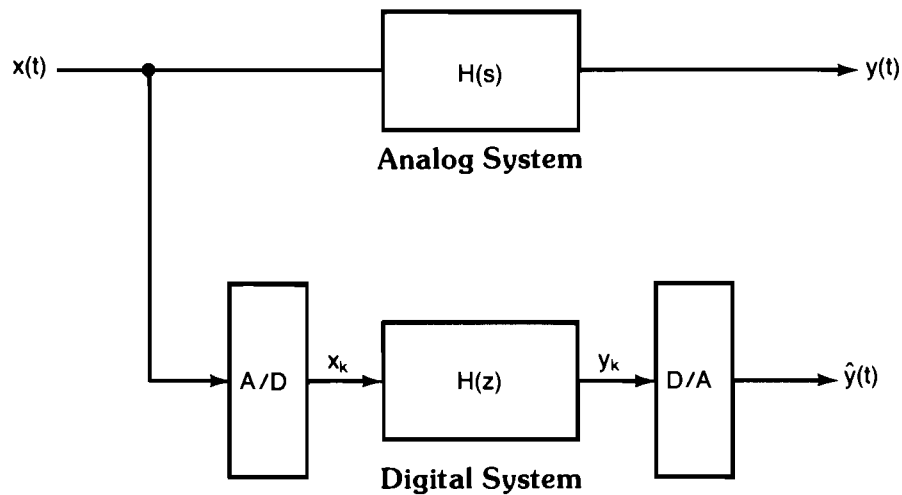 x(t)
H(s)
y(t)
Analog System
A/D
xₖ
H(z)
yₖ
D/A
ŷ(t)
Digital System